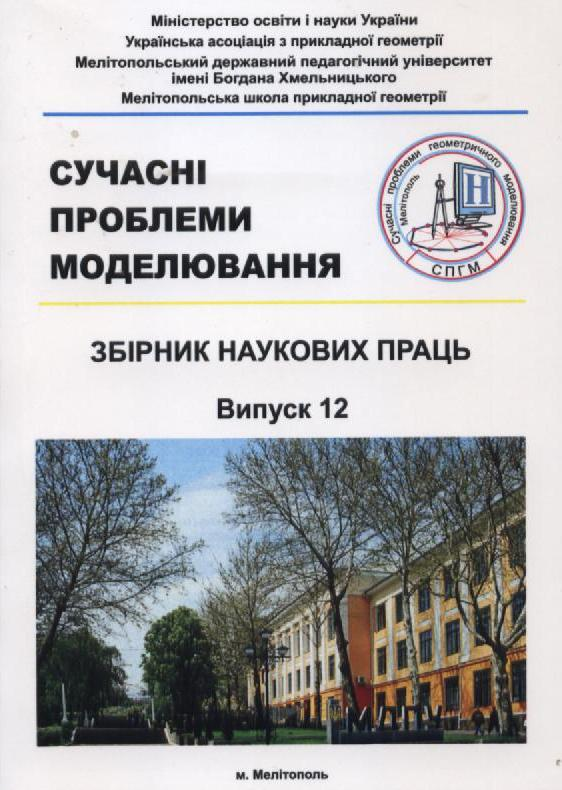 Міністерство освіти і науки України
Українська асоціація з прикладної геометрії
Мелітопольський державний педагогічний університет
імені Богдана Хмельницького
Мелітопольська школа прикладної геометрії
СУЧАСНІ
ПРОБЛЕМИ
МОДЕЛЮВАННЯ
Сучасні проблеми геометричного моделювання
Мелітополь
Н
СПГМ
ЗБІРНИК НАУКОВИХ ПРАЦЬ
Випуск 12
МДПУ
м. Мелітополь